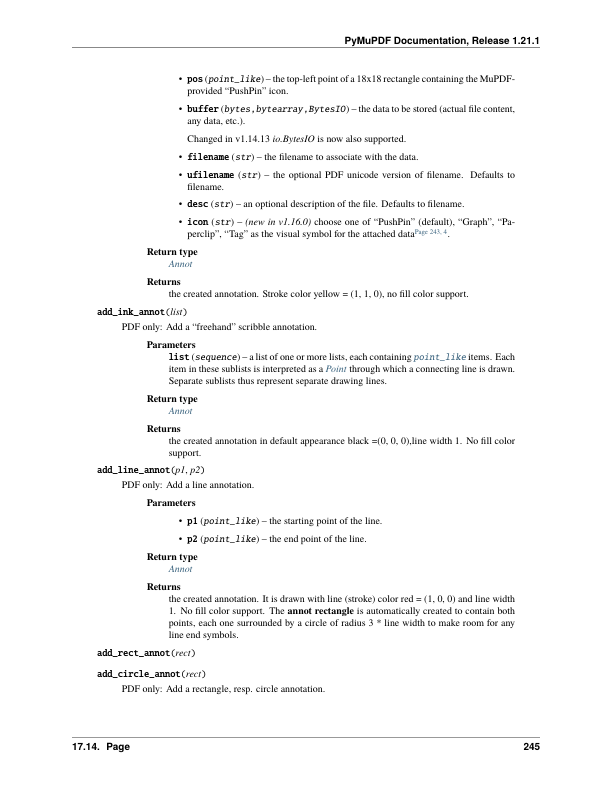 PyMuPDF Documentation, Release 1.21.1
• pos (point_like) – the top-left point of a 18x18 rectangle containing the MuPDF-
provided “PushPin” icon.
• buffer (bytes,bytearray,BytesIO) – the data to be stored (actual file content,
any data, etc.).
Changed in v1.14.13 io.BytesIO is now also supported.
• filename (str) – the filename to associate with the data.
• ufilename (str) – the optional PDF unicode version of filename. Defaults to
filename.
• desc (str) – an optional description of the file. Defaults to filename.
• icon (str) – (new in v1.16.0) choose one of “PushPin” (default), “Graph”, “Pa-
perclip”, “Tag” as the visual symbol for the attached data Page 243, 4.
Return type
Annot
Returns
the created annotation. Stroke color yellow = (1, 1, 0), no fill color support.
add_ink_annot(list)
PDF only: Add a “freehand” scribble annotation.
Parameters
list (sequence) – a list of one or more lists, each containing point_like items. Each
item in these sublists is interpreted as a Point through which a connecting line is drawn.
Separate sublists thus represent separate drawing lines.
Return type
Annot
Returns
the created annotation in default appearance black =(0, 0, 0),line width 1. No fill color
support.
add_line_annot(p1, p2)
PDF only: Add a line annotation.
Parameters
• p1 (point_like) – the starting point of the line.
• p2 (point_like) – the end point of the line.
Return type
Annot
Returns
the created annotation. It is drawn with line (stroke) color red = (1, 0, 0) and line width
1. No fill color support. The annot rectangle is automatically created to contain both
points, each one surrounded by a circle of radius 3 * line width to make room for any
line end symbols.
add_rect_annot(rect)
add_circle_annot(rect)
PDF only: Add a rectangle, resp. circle annotation.
17.14. Page 245